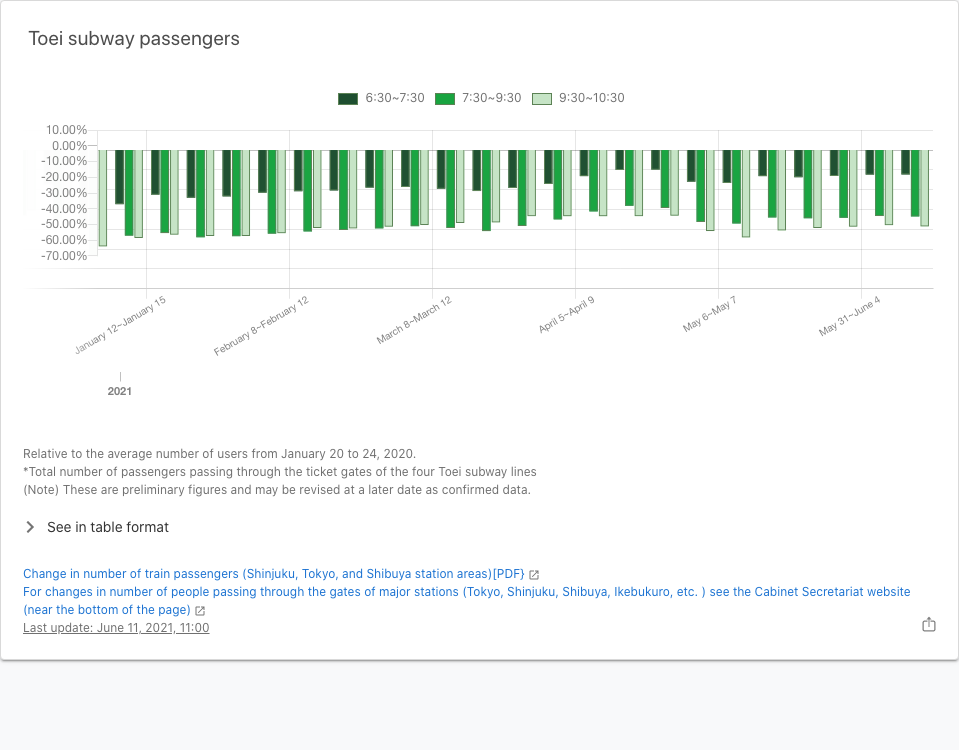 Toei subway passengers
6:30~7:30 7:30~9:30 9:30~10:30
10.00%
0.00%
-10.00%
-20.00%
-30.00%
-40.00%
-50.00%
-60.00%
-70.00%
January 12~January 15
February 8~February 12
March 8~March 12
April 5~April 9
May 6~May 7
May 31~June 4
2021
Relative to the average number of users from January 20 to 24, 2020.
*Total number of passengers passing through the ticket gates of the four Toei subway lines
(Note) These are preliminary figures and may be revised at a later date as confirmed data.
See in table format
Change in number of train passengers (Shinjuku, Tokyo, and Shibuya station areas)[PDF}
For changes in number of people passing through the gates of major stations (Tokyo, Shinjuku, Shibuya, Ikebukuro, etc. ) see the Cabinet Secretariat website
(near the bottom of the page)
Last update: June 11, 2021, 11:00